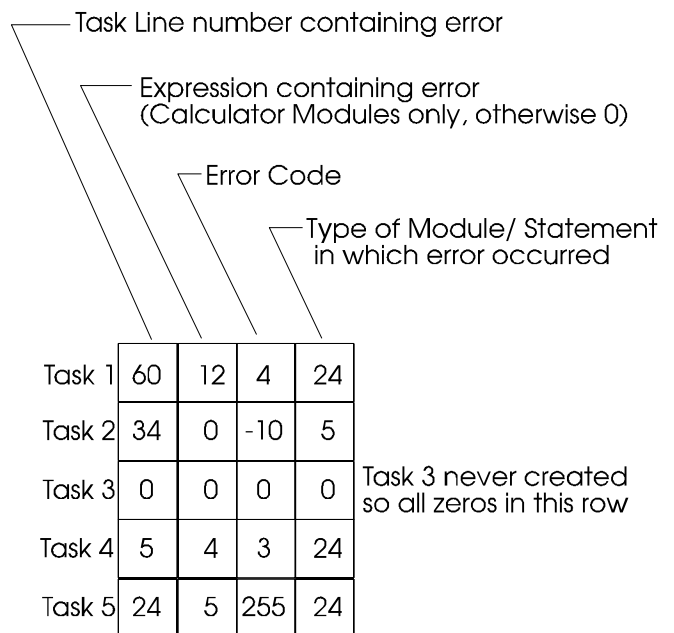 Task Line number containing error
Expression containing error
(Calculator Modules only, otherwise 0)
Error Code
Type of Module/ Statement
in which error occurred
Task 1 60 12 4 24
Task 2 34 0 -10 5
Task 3 0 0 0 0
Task 3 never created
so all zeros in this row
Task 4 5 4 3 24
Task 5 24 5 255 24